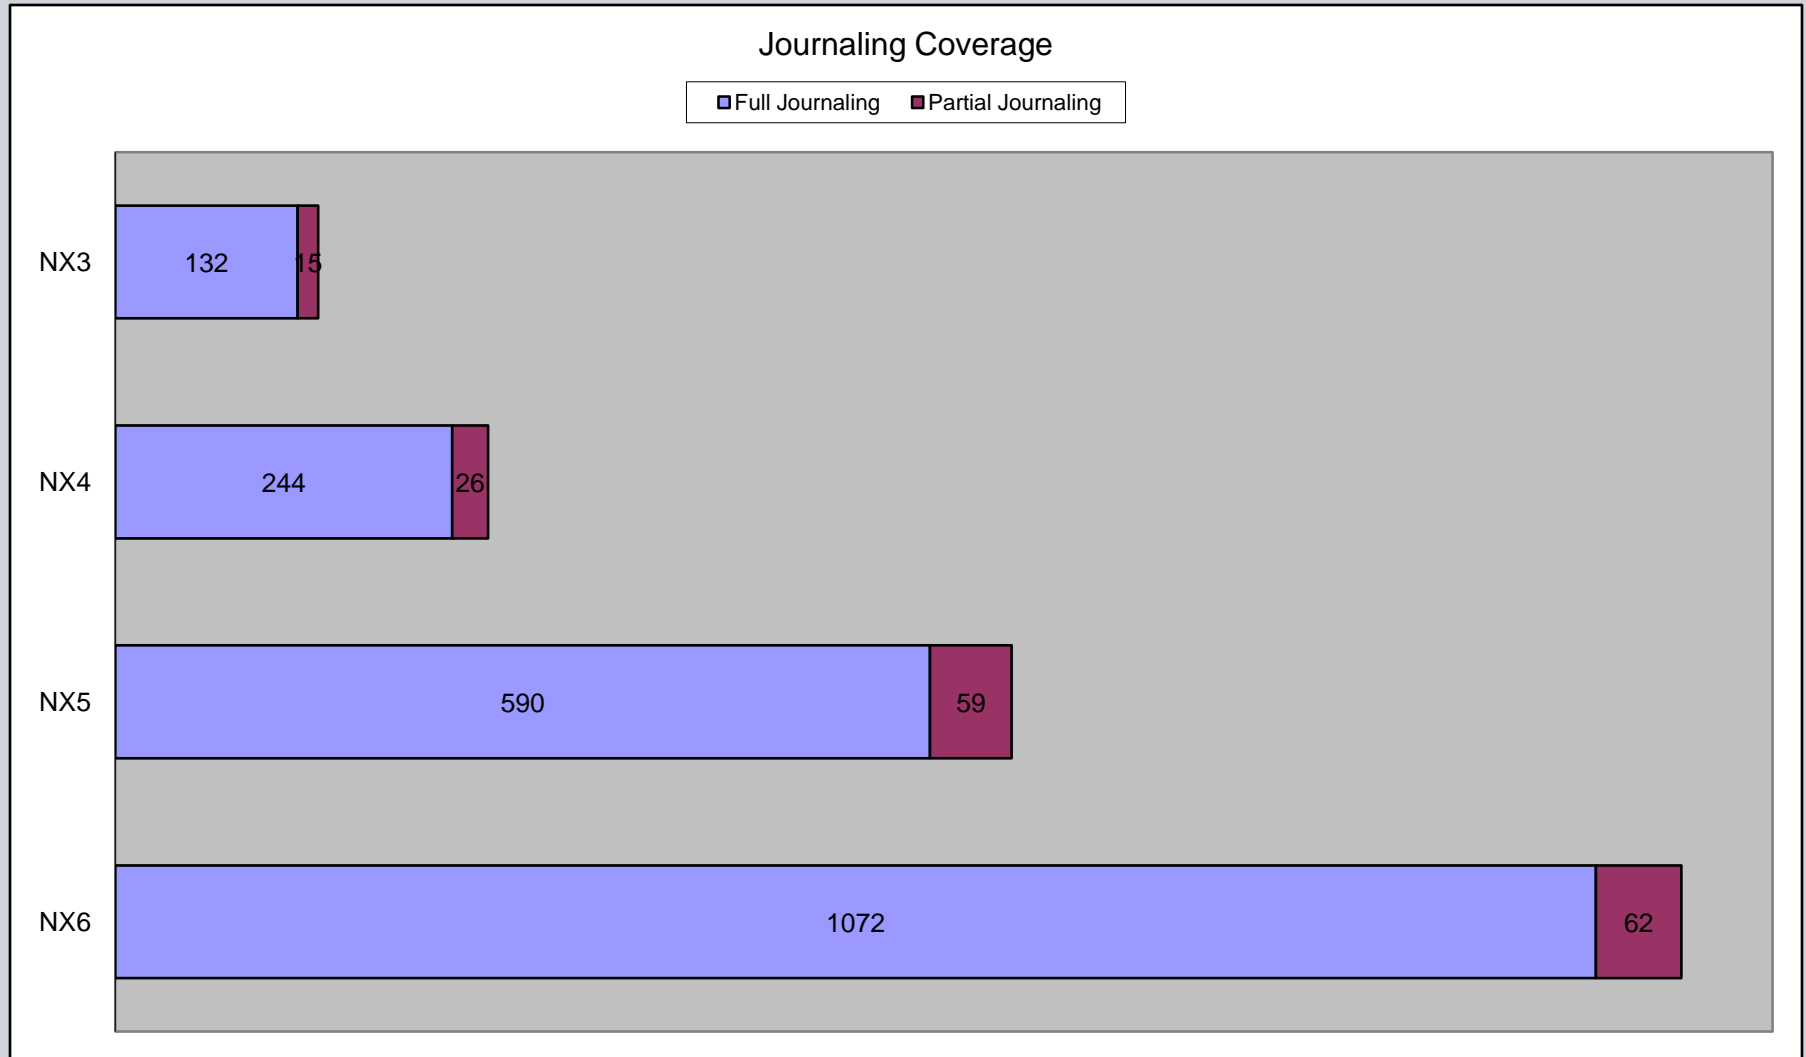 Journaling Coverage
Full Journaling Partial Journaling
NX3 132 15
NX4 244 26
NX5 590 59
NX6 1072 62